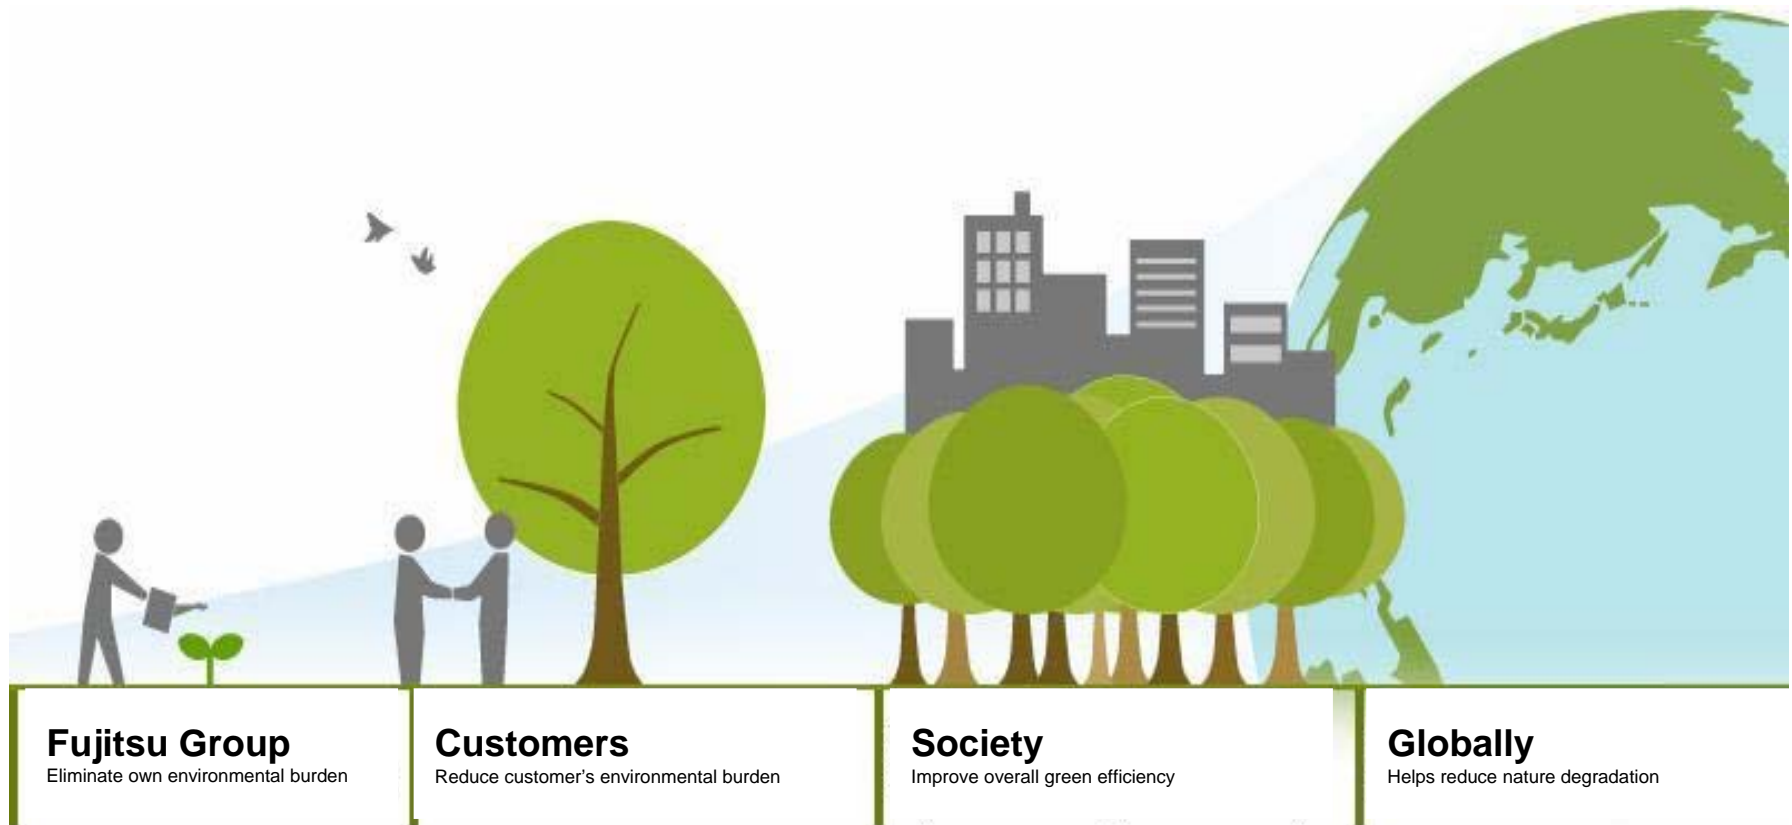 Fujitsu Group
Eliminate own environmental burden
Customers
Reduce customer’s environmental burden
Society
Improve overall green efficiency
Globally
Helps reduce nature degradation